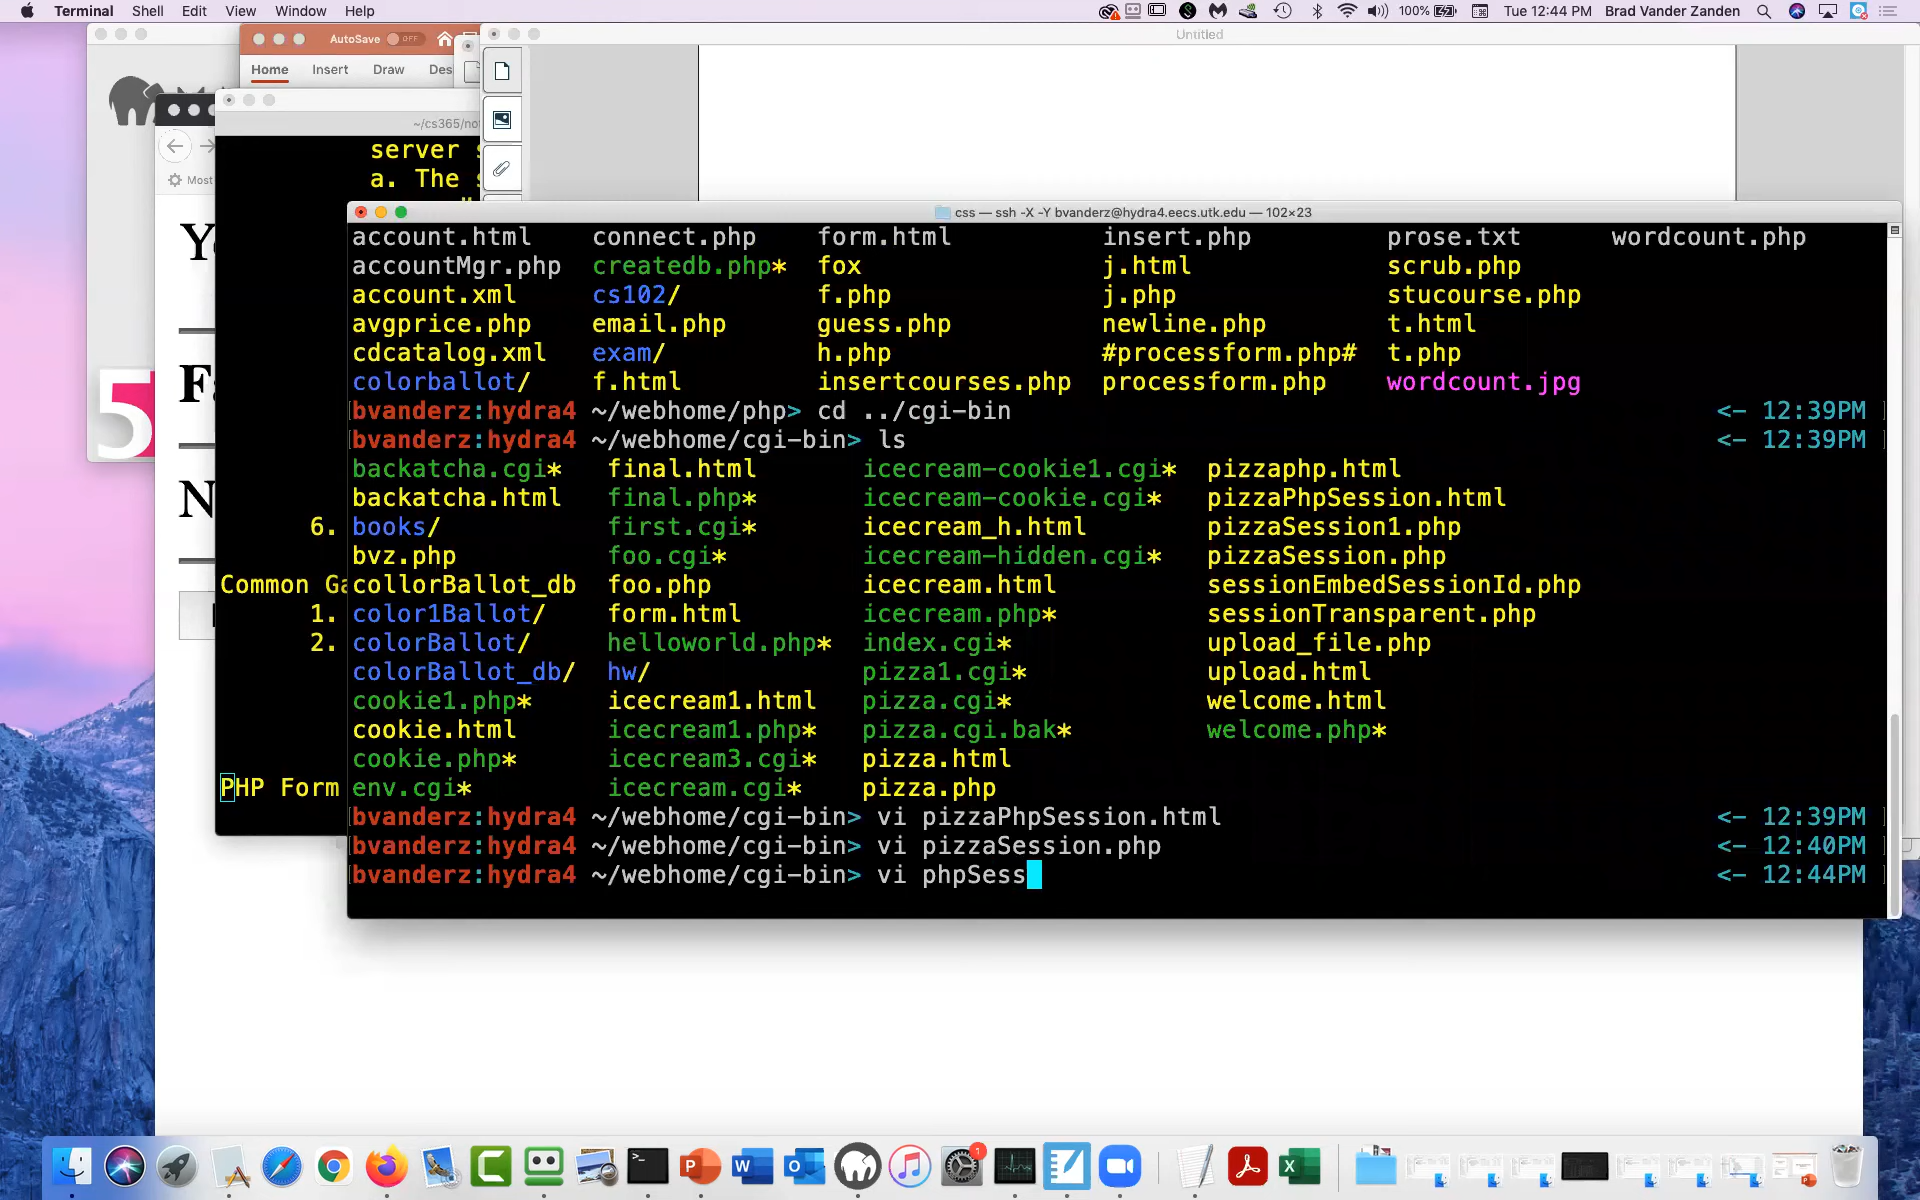 Terminal Shell Edit View Window Help 100% Tue 12:44 PM Brad Vander Zanden
AutoSave OFF
Untitled
Home Insert Draw Des
~/cs365/not
Most
server
a. The
css — ssh -X -Y bvanderz@hydra4.eecs.utk.edu — 102×23
account.html connect.php form.html insert.php prose.txt wordcount.php
accountMgr.php createdb.php* fox j.html scrub.php
account.xml cs102/ f.php j.php stucourse.php
avgprice.php email.php guess.php newline.php t.html
cdcatalog.xml exam/ h.php #processform.php# t.php
colorballot/ f.html insertcourses.php processform.php wordcount.jpg
bvanderz:hydra4 ~/webhome/php> cd ../cgi-bin <- 12:39PM
bvanderz:hydra4 ~/webhome/cgi-bin> ls <- 12:39PM
backatcha.cgi* final.html icecream-cookie1.cgi* pizzaphp.html
backatcha.html final.php* icecream-cookie.cgi* pizzaPhpSession.html
6. books/ first.cgi* icecream_h.html pizzaSession1.php
bvz.php foo.cgi* icecream-hidden.cgi* pizzaSession.php
Common Ga collorBallot_db foo.php icecream.html sessionEmbedSessionId.php
1. color1Ballot/ form.html icecream.php* sessionTransparent.php
2. colorBallot/ helloworld.php* index.cgi* upload_file.php
colorBallot_db/ hw/ pizza1.cgi* upload.html
cookie1.php* icecream1.html pizza.cgi* welcome.html
cookie.html icecream1.php* pizza.cgi.bak* welcome.php*
cookie.php* icecream3.cgi* pizza.html
PHP Form env.cgi* icecream.cgi* pizza.php
bvanderz:hydra4 ~/webhome/cgi-bin> vi pizzaPhpSession.html <- 12:39PM
bvanderz:hydra4 ~/webhome/cgi-bin> vi pizzaSession.php <- 12:40PM
bvanderz:hydra4 ~/webhome/cgi-bin> vi phpSess <- 12:44PM
5